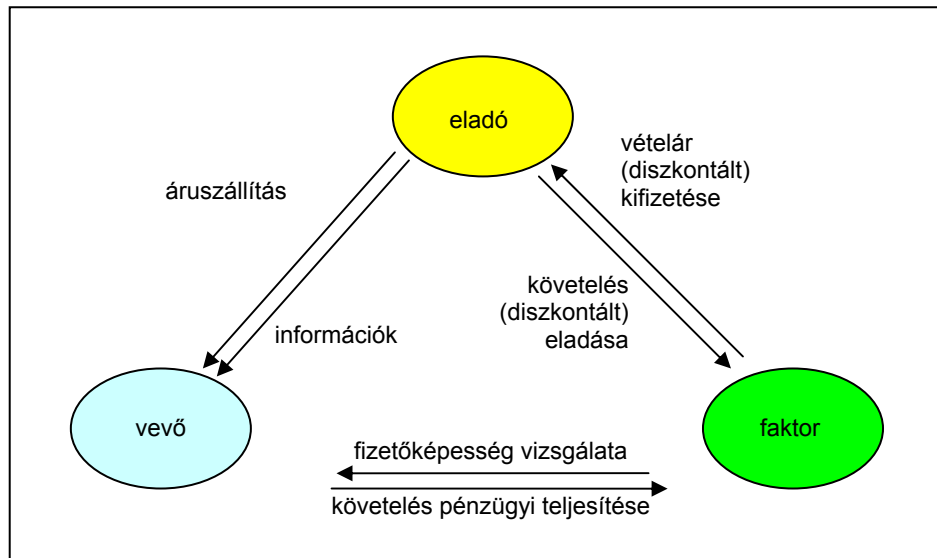 eladó
vételár
(diszkontált)
kifizetése
áruszállítás
követelés
(diszkontált)
eladása
információk
vevő
faktor
fizetőképesség vizsgálata
követelés pénzügyi teljesítése